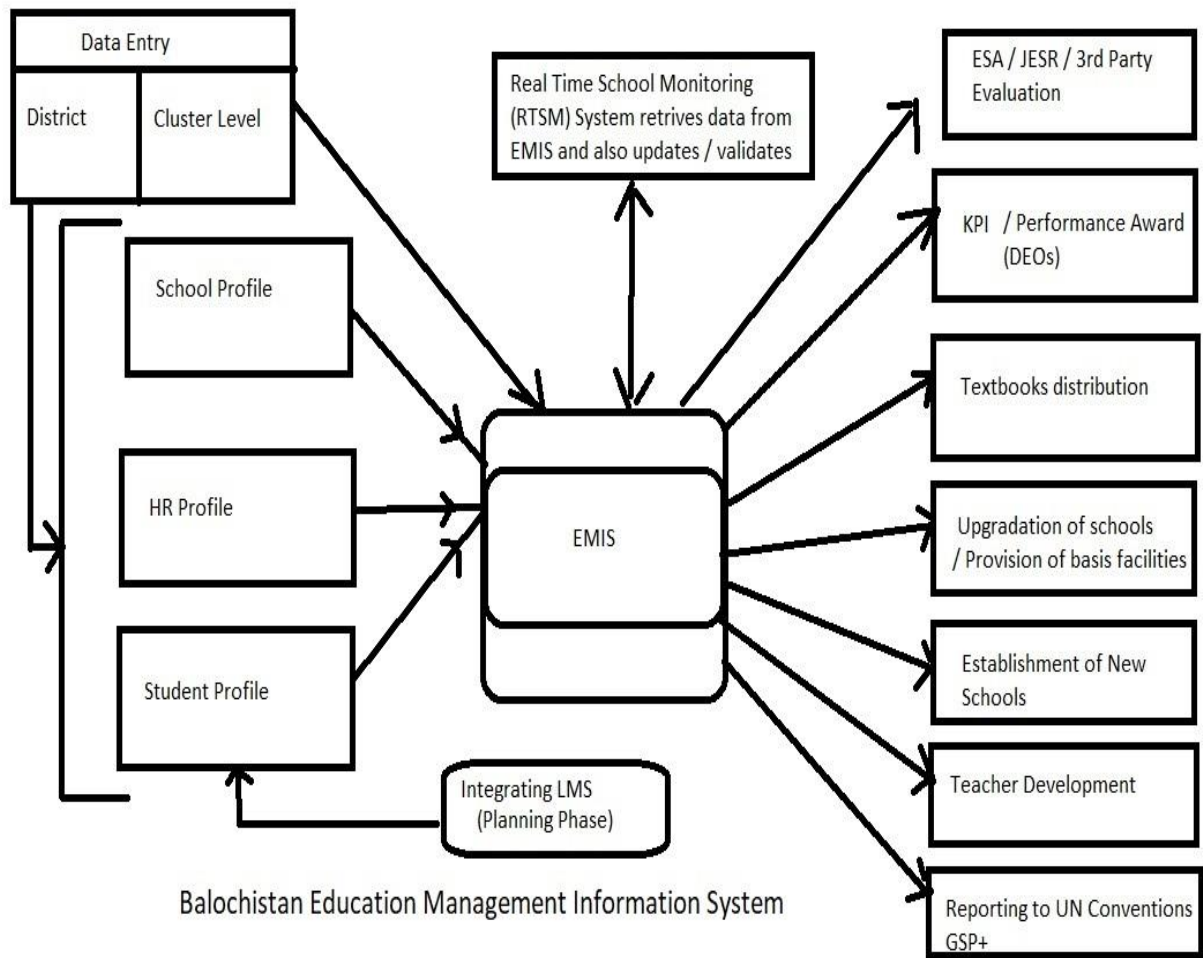 Data Entry
District
Cluster Level
Real Time School Monitoring
(RTSM) System retrives data from
EMIS and also updates / validates
ESA / JESR / 3rd Party
Evaluation
KPI / Performance Award
(DEOs)
School Profile
Textbooks distribution
HR Profile
EMIS
Upgradation of schools
/ Provision of basis facilities
Student Profile
Establishment of New
Schools
Integrating LMS
(Planning Phase)
Teacher Development
Balochistan Education Management Information System
Reporting to UN Conventions
GSP+